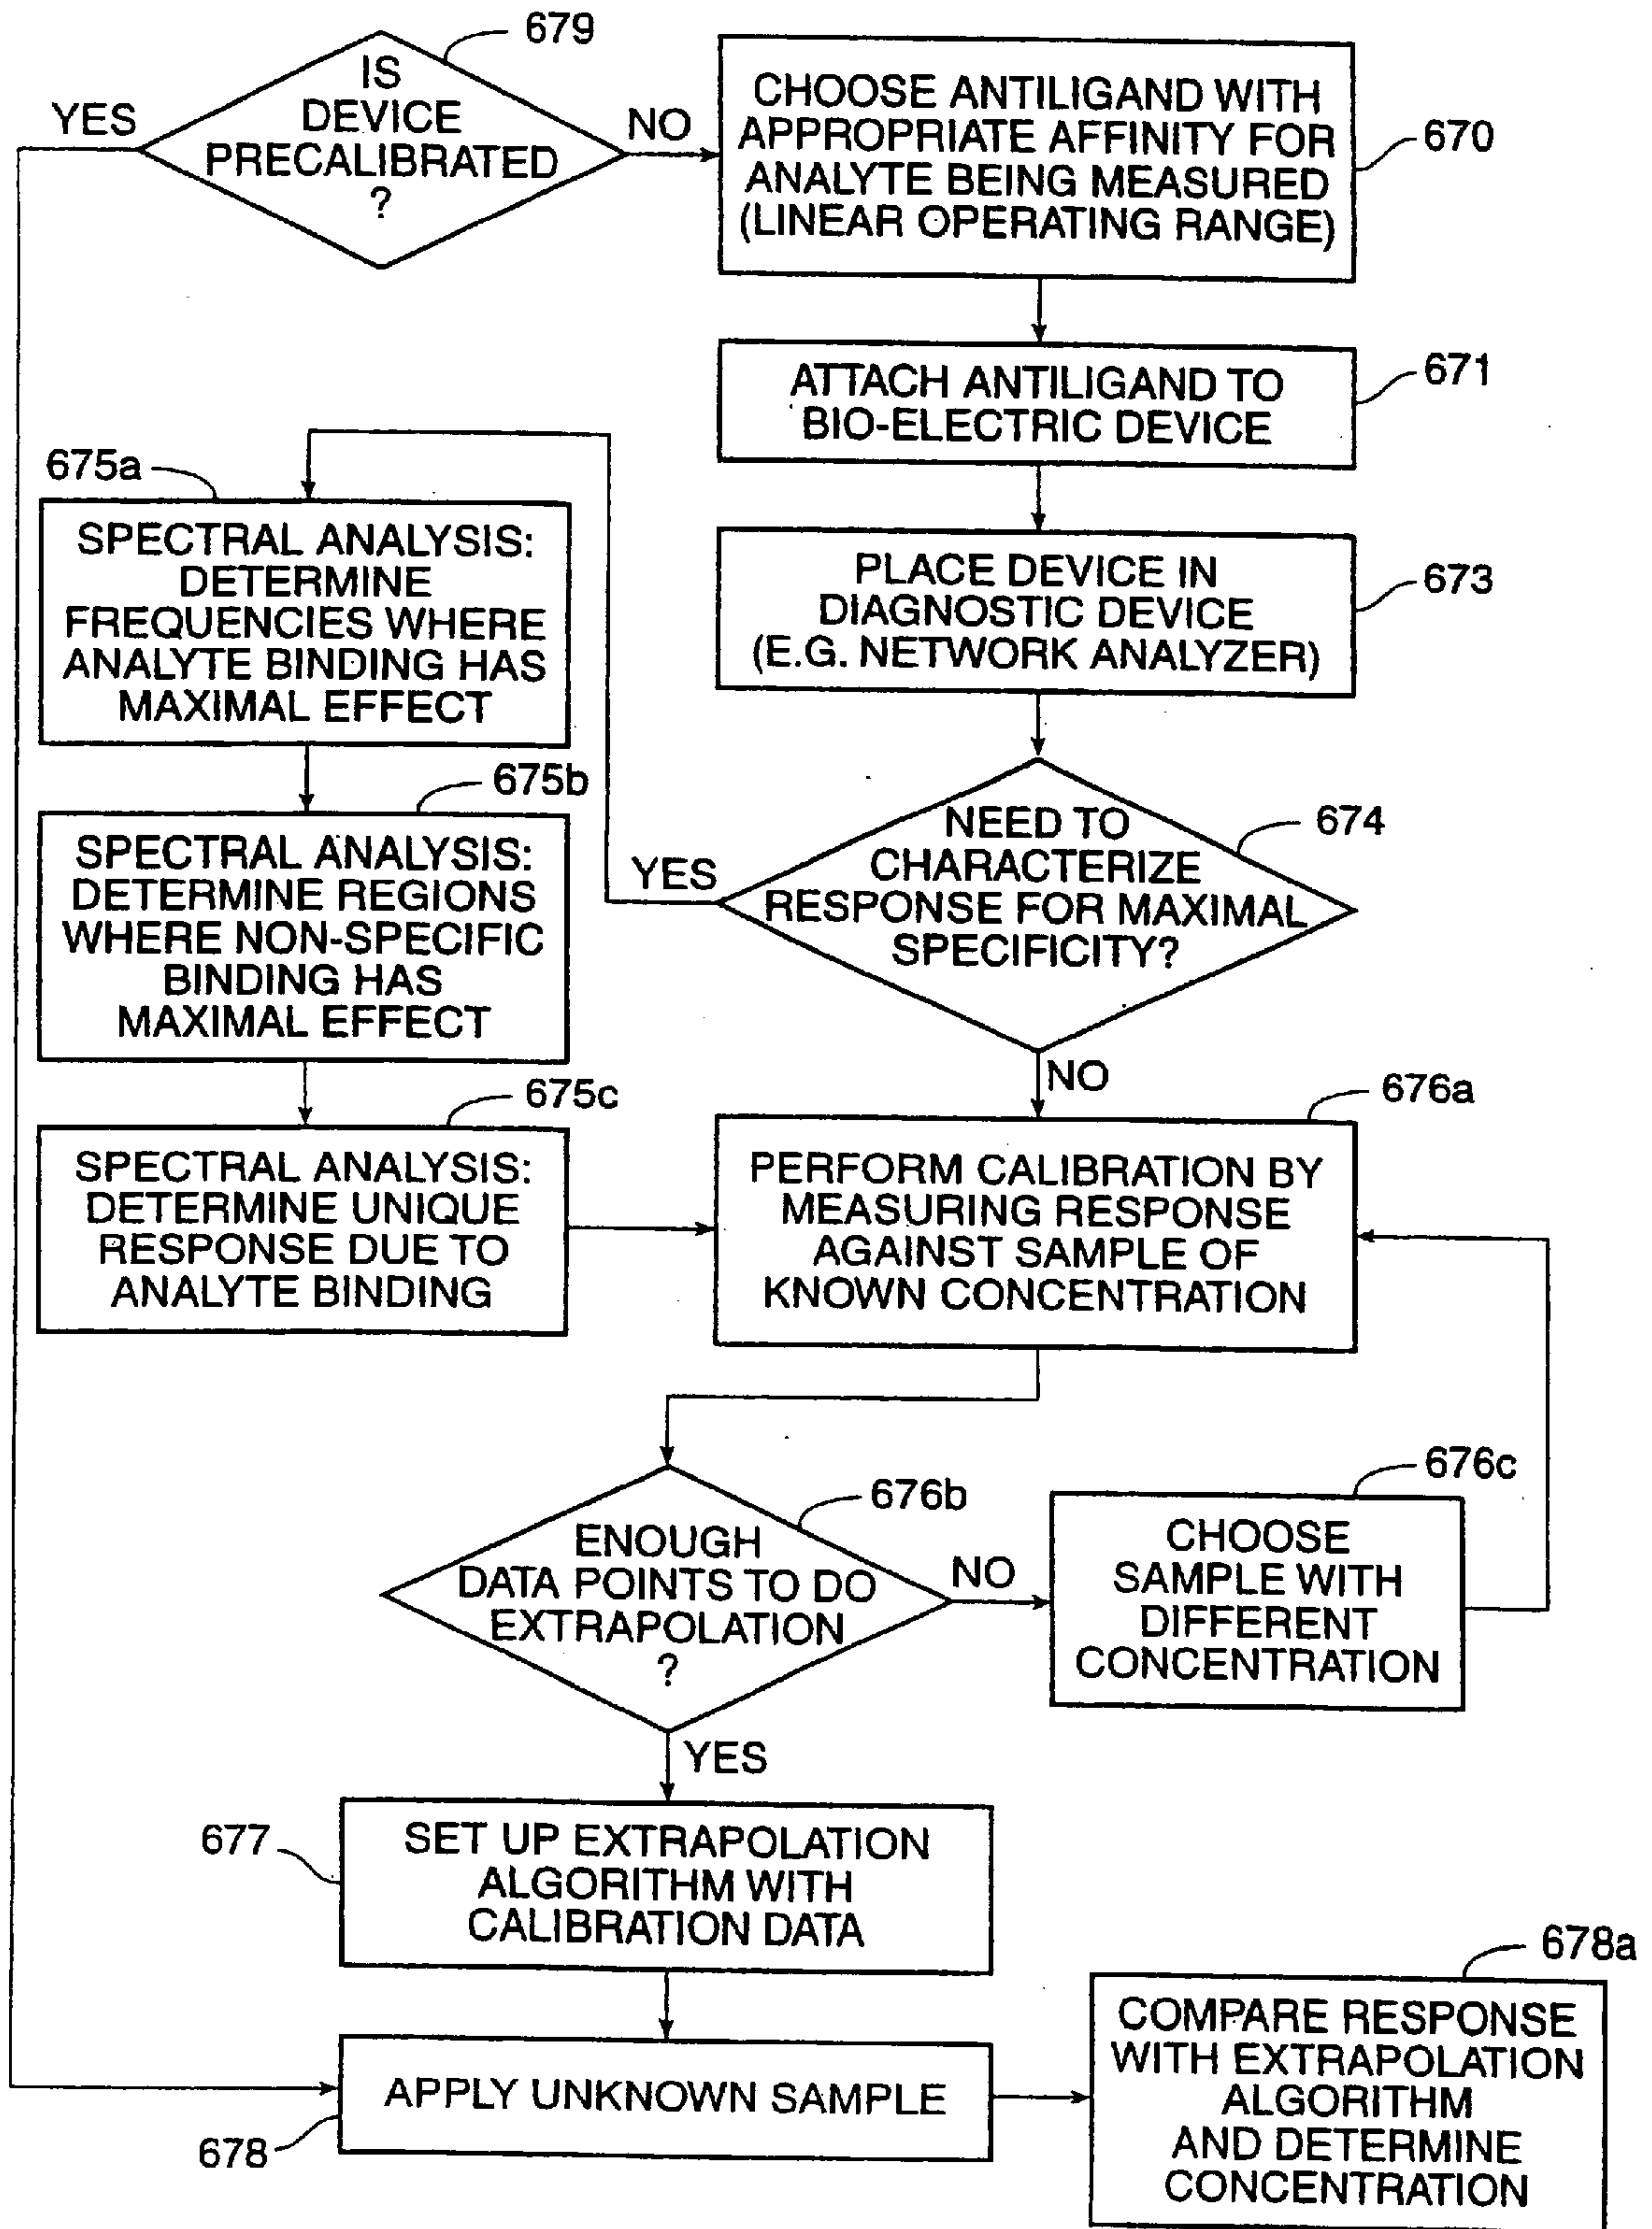 679
IS
DEVICE
PRECALIBRATED
?
YES
NO
CHOOSE ANTILIGAND WITH
APPROPRIATE AFFINITY FOR
ANALYTE BEING MEASURED
(LINEAR OPERATING RANGE)
670
ATTACH ANTILIGAND TO
BIO-ELECTRIC DEVICE
671
PLACE DEVICE IN
DIAGNOSTIC DEVICE
(E.G. NETWORK ANALYZER)
673
NEED TO
CHARACTERIZE
RESPONSE FOR MAXIMAL
SPECIFICITY?
674
YES
NO
675a
SPECTRAL ANALYSIS:
DETERMINE
FREQUENCIES WHERE
ANALYTE BINDING HAS
MAXIMAL EFFECT
675b
SPECTRAL ANALYSIS:
DETERMINE REGIONS
WHERE NON-SPECIFIC
BINDING HAS
MAXIMAL EFFECT
675c
SPECTRAL ANALYSIS:
DETERMINE UNIQUE
RESPONSE DUE TO
ANALYTE BINDING
676a
PERFORM CALIBRATION BY
MEASURING RESPONSE
AGAINST SAMPLE OF
KNOWN CONCENTRATION
676b
ENOUGH
DATA POINTS TO DO
EXTRAPOLATION
?
NO
676c
CHOOSE
SAMPLE WITH
DIFFERENT
CONCENTRATION
YES
677
SET UP EXTRAPOLATION
ALGORITHM WITH
CALIBRATION DATA
678
APPLY UNKNOWN SAMPLE
678a
COMPARE RESPONSE
WITH EXTRAPOLATION
ALGORITHM
AND DETERMINE
CONCENTRATION